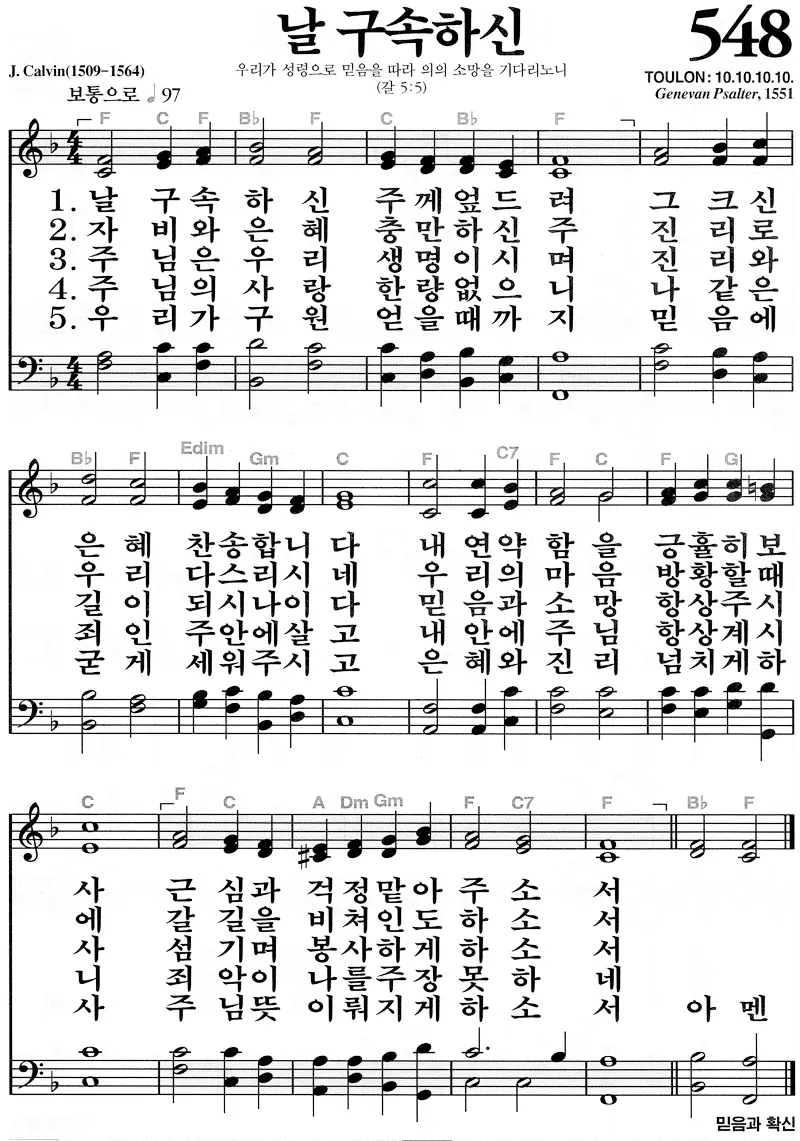 날 구속하신
548
J. Calvin(1509-1564)
우리가 성령으로 믿음을 따라 의의 소망을 기다리노니
(갈 5:5)
TOULON: 10.10.10.10.
Genevan Psalter, 1551
보통으로 ♩97
F C F B♭ F C B♭ F
1. 날 구 속 하 신 주 께 엎 드 려 그 크 신
2. 자 비 와 은 혜 충 만 하 신 주 진 리 로
3. 주 님 은 우 리 생 명 이 시 며 진 리 와
4. 주 님 의 사 랑 한 량 없 으 니 나 같 은
5. 우 리 가 구 원 얻 을 때 까 지 믿 음 에
B♭ F Edim Gm C F C7 F C F G
은 혜 찬 송 합 니 다 내 연 약 함 을 긍 휼 히 보
우 리 다 스 리 시 네 우 리 의 마 음 방 황 할 때
길 이 되 시 나 이 다 믿 음 과 소 망 항 상 주 시
죄 인 주 안 에 살 고 내 안 에 주 님 항 상 계 시
굳 게 세 워 주 시 고 은 혜 와 진 리 넘 치 게 하
C F C A Dm Gm F C7 F B♭ F
사 근 심 과 걱 정 맡 아 주 소 서
에 갈 길 을 비 쳐 인 도 하 소 서
사 섬 기 며 봉 사 하 게 하 소 서
니 죄 악 이 나 를 주 장 못 하 네
사 주 님 뜻 이 뤄 지 게 하 소 서 아 멘
믿음과 확신